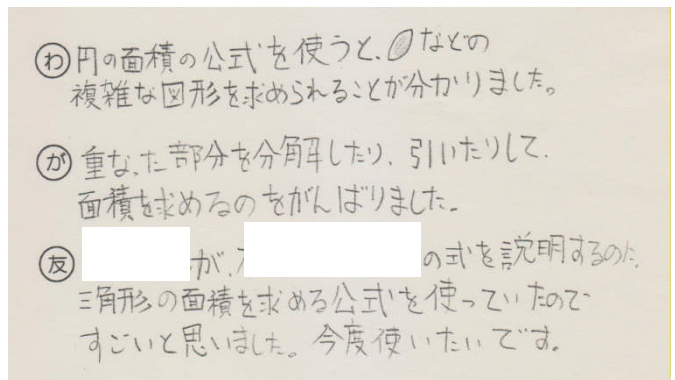 わ 円の面積の公式を使うと、などの
複雑な図形を求められることが分かりました。
が 重なった部分を分解したり、引いたりして、
面積を求めるのをがんばりました。
友 が、 の式を説明するのに、
三角形の面積を求める公式を使っていたので
すごいと思いました。今度使いたいです。